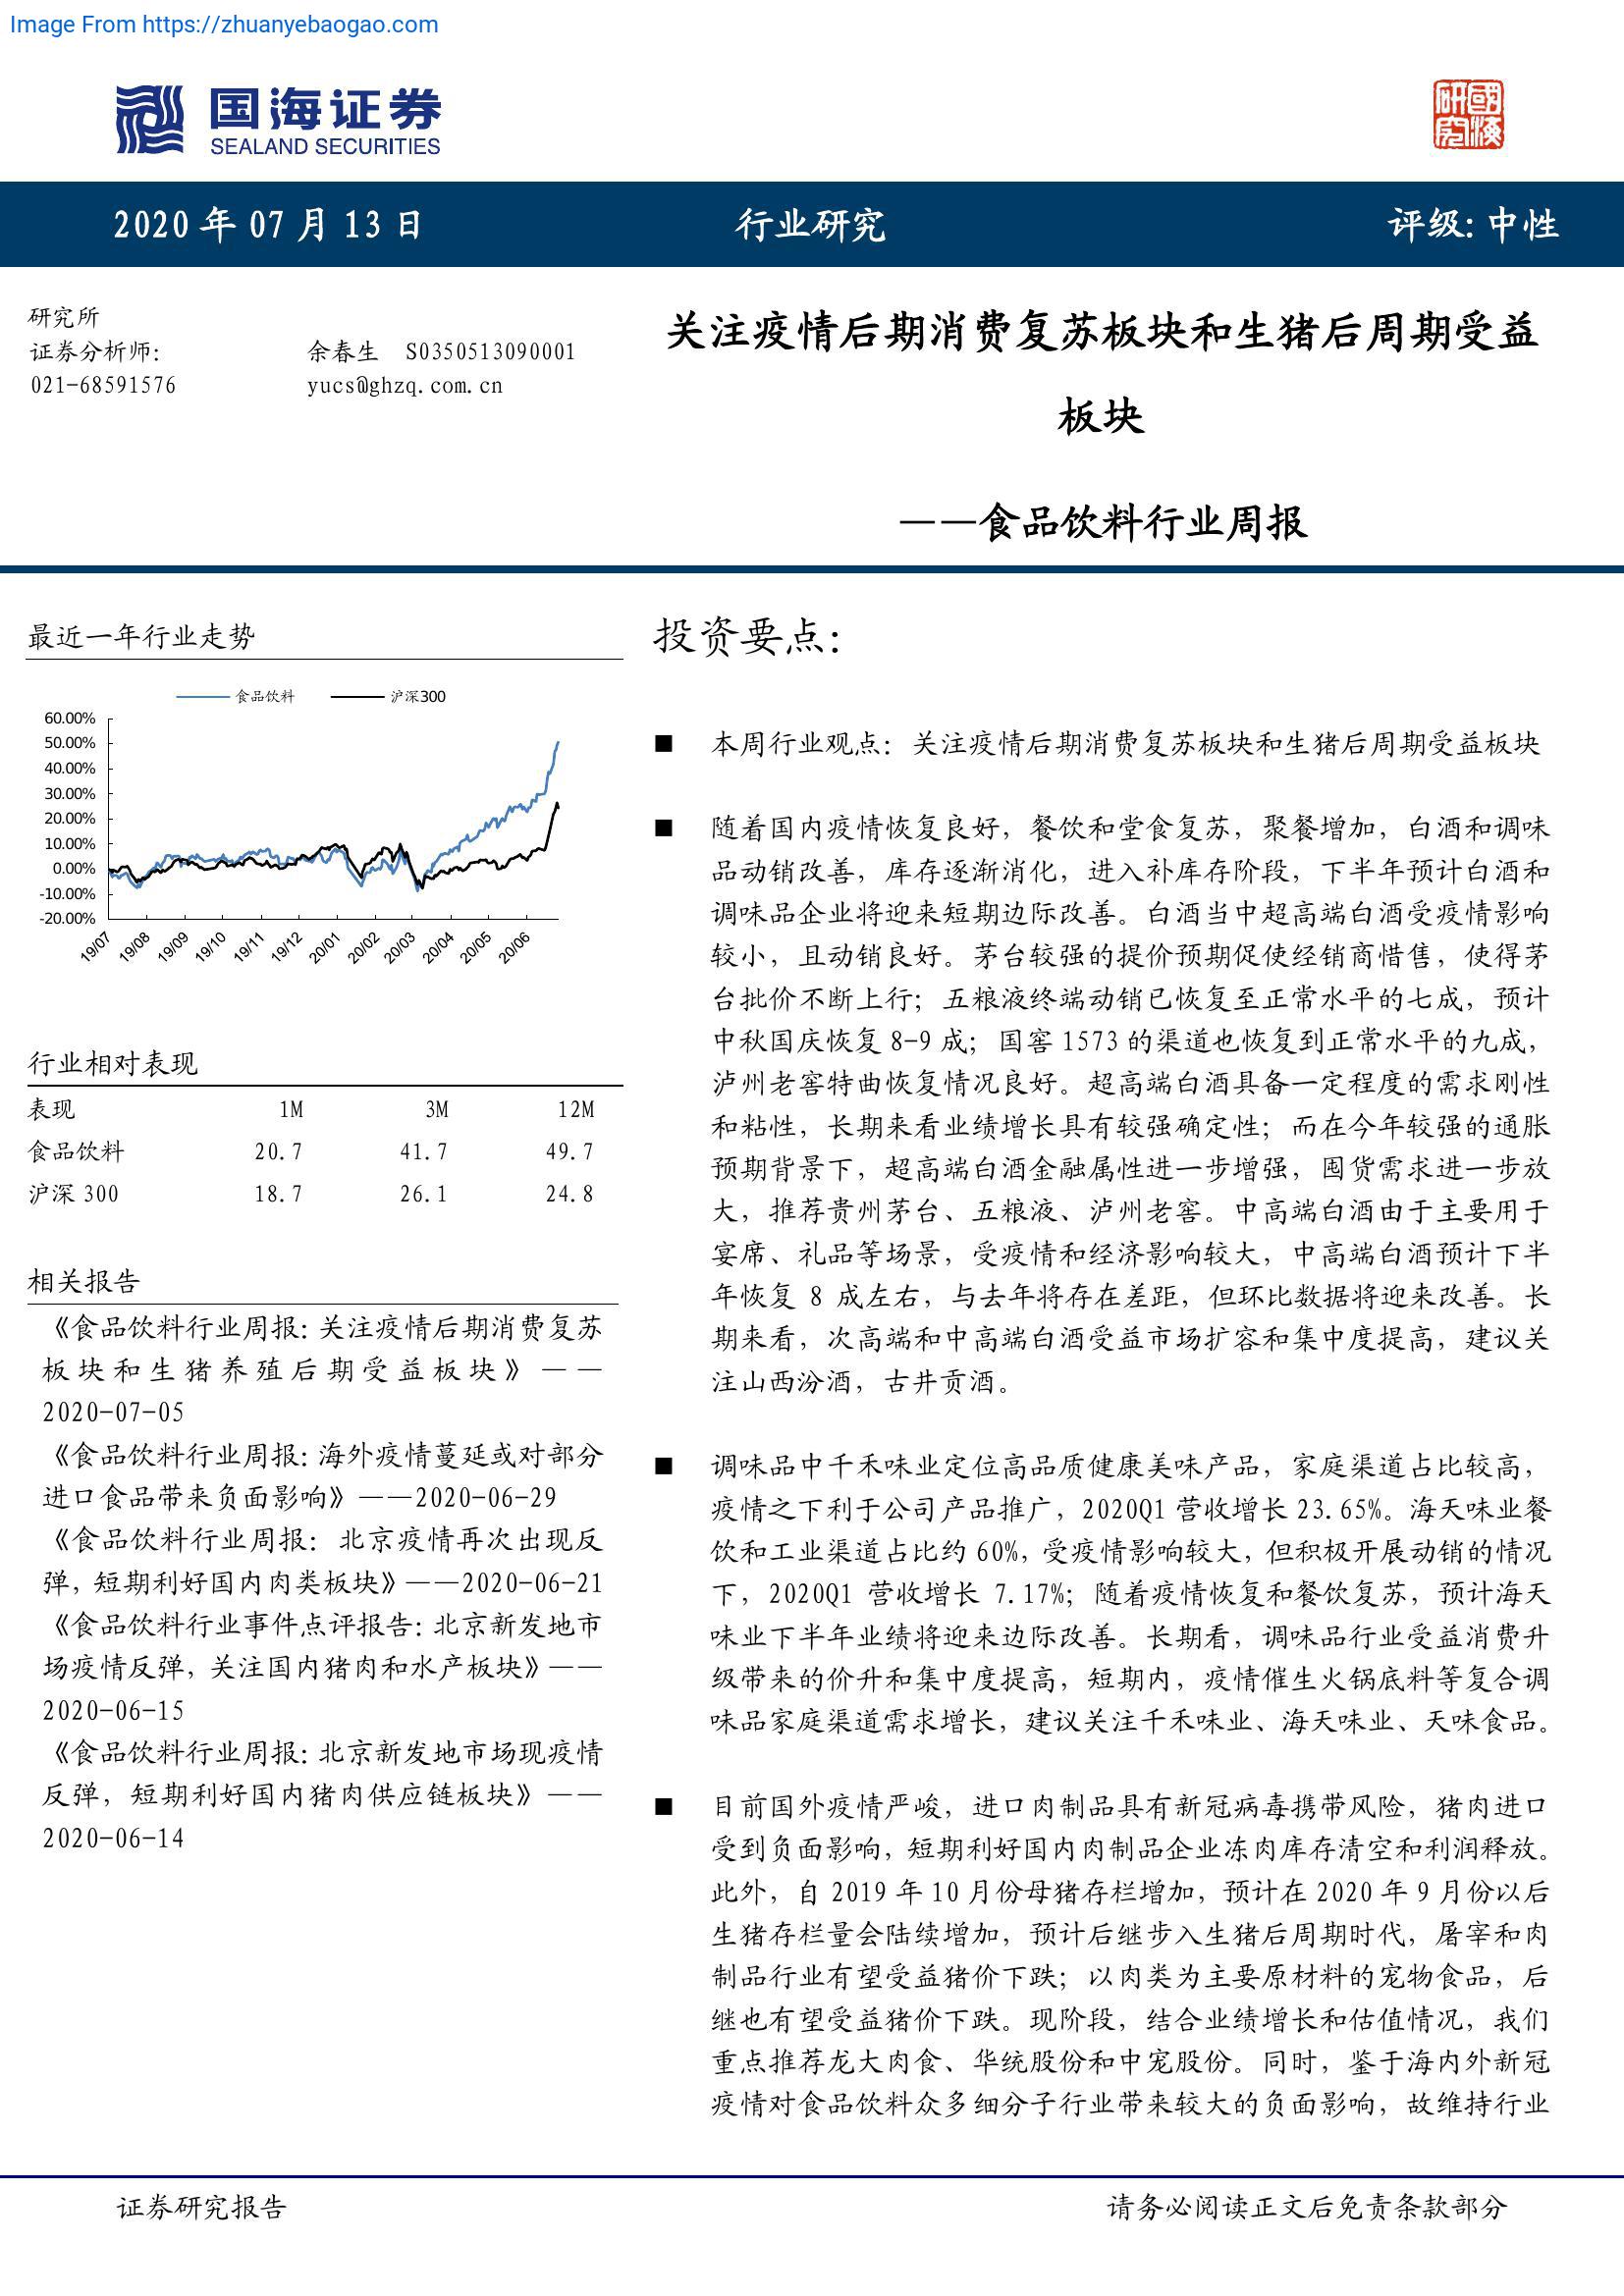 Image From https://zhuanyebaogao.com
国海证券
SEALAND SECURITIES
國海
研究
2020 年 07 月 13 日
行业研究
评级:中性
研究所
证券分析师:
余春生 S0350513090001
021-68591576
yucs@ghzq.com.cn
关注疫情后期消费复苏板块和生猪后周期受益
板块
——食品饮料行业周报
最近一年行业走势
食品饮料
沪深300
60.00%
50.00%
40.00%
30.00%
20.00%
10.00%
0.00%
-10.00%
-20.00%
19/07
19/08
19/09
19/10
19/11
19/12
20/01
20/02
20/03
20/04
20/05
20/06
行业相对表现
表现 1M 3M 12M
食品饮料 20.7 41.7 49.7
沪深 300 18.7 26.1 24.8
相关报告
《食品饮料行业周报:关注疫情后期消费复苏
板块和生猪养殖后期受益板块》——
2020-07-05
《食品饮料行业周报:海外疫情蔓延或对部分
进口食品带来负面影响》——2020-06-29
《食品饮料行业周报: 北京疫情再次出现反
弹,短期利好国内肉类板块》——2020-06-21
《食品饮料行业事件点评报告:北京新发地市
场疫情反弹,关注国内猪肉和水产板块》——
2020-06-15
《食品饮料行业周报:北京新发地市场现疫情
反弹,短期利好国内猪肉供应链板块》——
2020-06-14
投资要点:
■ 本周行业观点:关注疫情后期消费复苏板块和生猪后周期受益板块
■ 随着国内疫情恢复良好,餐饮和堂食复苏,聚餐增加,白酒和调味
品动销改善,库存逐渐消化,进入补库存阶段,下半年预计白酒和
调味品企业将迎来短期边际改善。白酒当中超高端白酒受疫情影响
较小,且动销良好。茅台较强的提价预期促使经销商惜售,使得茅
台批价不断上行;五粮液终端动销已恢复至正常水平的七成,预计
中秋国庆恢复 8-9 成;国窖 1573 的渠道也恢复到正常水平的九成,
泸州老窖特曲恢复情况良好。超高端白酒具备一定程度的需求刚性
和粘性,长期来看业绩增长具有较强确定性;而在今年较强的通胀
预期背景下,超高端白酒金融属性进一步增强,囤货需求进一步放
大,推荐贵州茅台、五粮液、泸州老窖。中高端白酒由于主要用于
宴席、礼品等场景,受疫情和经济影响较大,中高端白酒预计下半
年恢复 8 成左右,与去年将存在差距,但环比数据将迎来改善。长
期来看,次高端和中高端白酒受益市场扩容和集中度提高,建议关
注山西汾酒,古井贡酒。
■ 调味品中千禾味业定位高品质健康美味产品,家庭渠道占比较高,
疫情之下利于公司产品推广,2020Q1 营收增长 23.65%。海天味业餐
饮和工业渠道占比约 60%,受疫情影响较大,但积极开展动销的情况
下,2020Q1 营收增长 7.17%;随着疫情恢复和餐饮复苏,预计海天
味业下半年业绩将迎来边际改善。长期看,调味品行业受益消费升
级带来的价升和集中度提高,短期内,疫情催生火锅底料等复合调
味品家庭渠道需求增长,建议关注千禾味业、海天味业、天味食品。
■ 目前国外疫情严峻,进口肉制品具有新冠病毒携带风险,猪肉进口
受到负面影响,短期利好国内肉制品企业冻肉库存清空和利润释放。
此外,自 2019 年 10 月份母猪存栏增加,预计在 2020 年 9 月份以后
生猪存栏量会陆续增加,预计后继步入生猪后周期时代,屠宰和肉
制品行业有望受益猪价下跌;以肉类为主要原材料的宠物食品,后
继也有望受益猪价下跌。现阶段,结合业绩增长和估值情况,我们
重点推荐龙大肉食、华统股份和中宠股份。同时,鉴于海内外新冠
疫情对食品饮料众多细分子行业带来较大的负面影响,故维持行业
证券研究报告
请务必阅读正文后免责条款部分